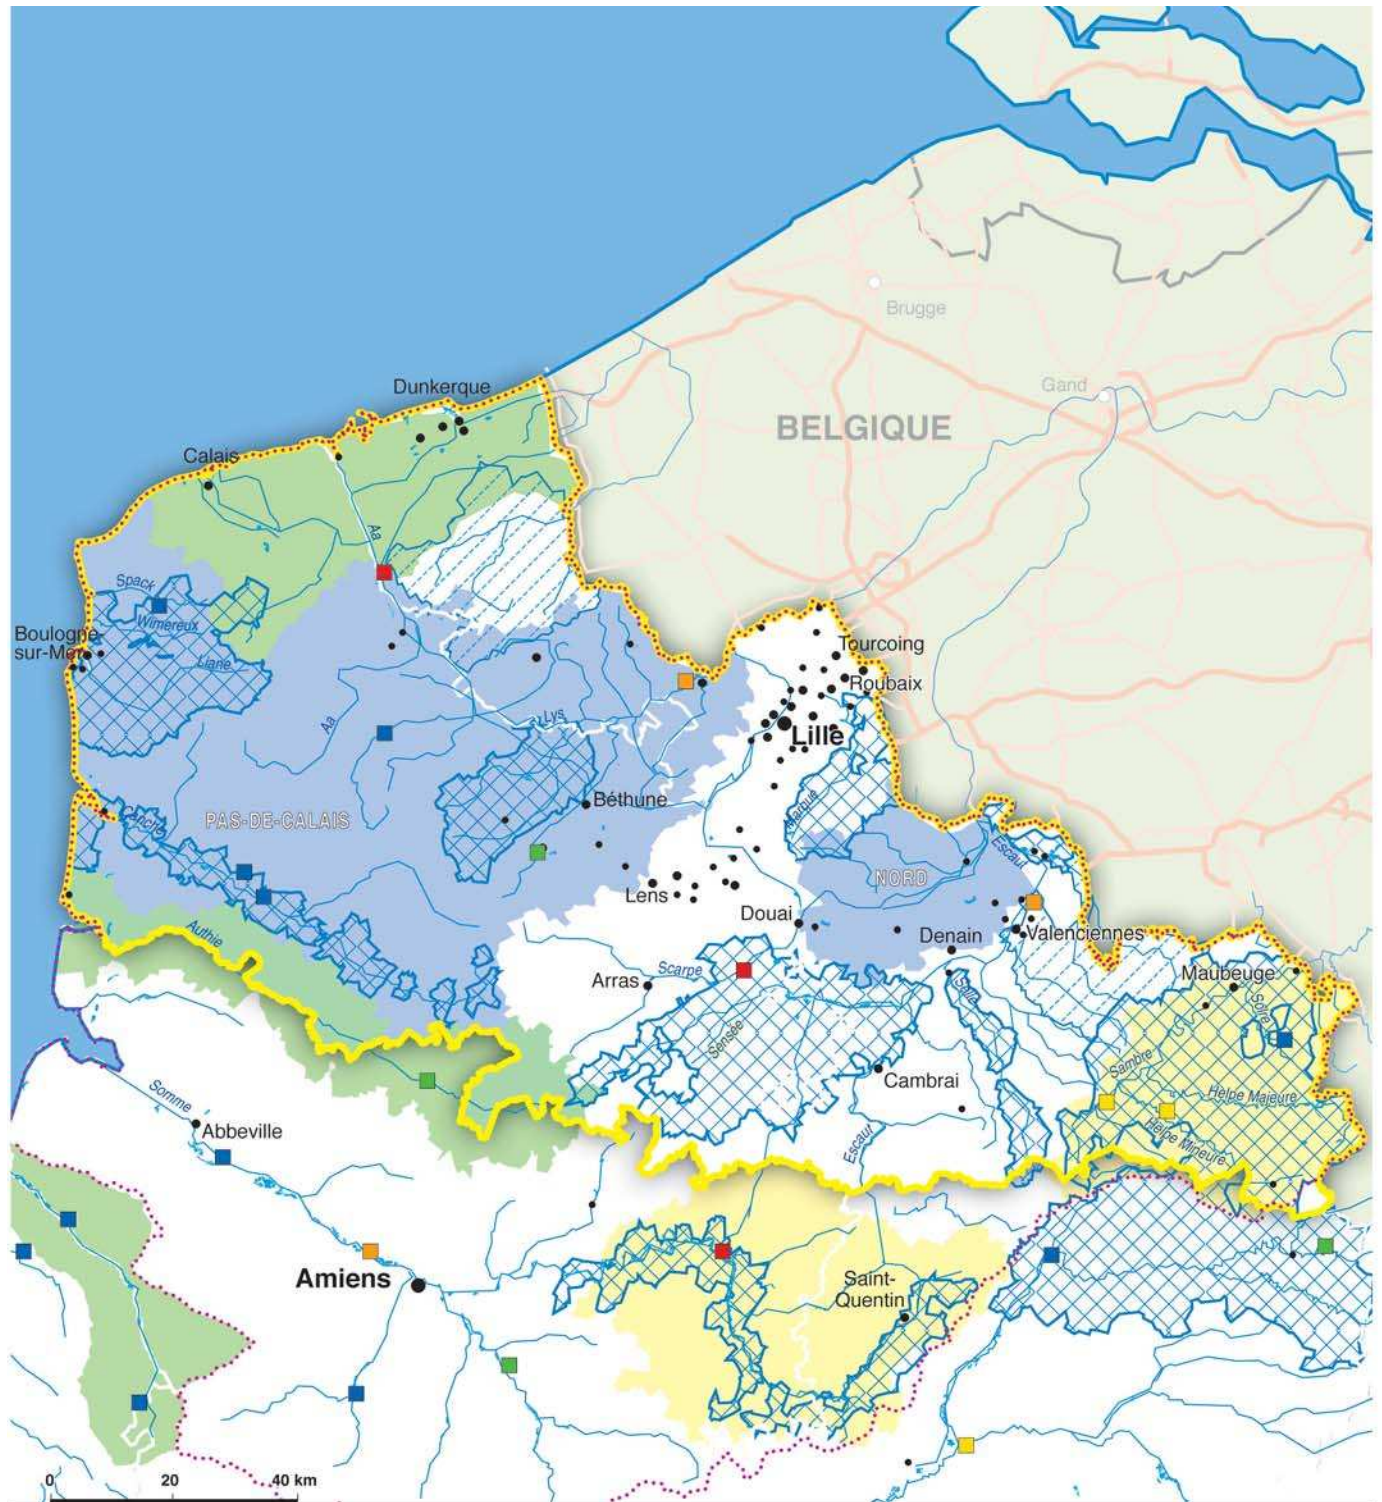 Brugge
Dunkerque
Gand
BELGIQUE
Calais
Aa
Spack
Wimereux
Boulogne-
sur-Mer
Liane
Tourcoing
Roubaix
Aa
Lys
Lille
Béthune
Canche
PAS-DE-CALAIS
Marque
Escaut
NORD
Lens
Douai
Authie
Denain
Valenciennes
Scarpe
Maubeuge
Arras
Selle
Solre
Sensée
Sambre
Cambrai
Helpe Majeure
Somme
Abbeville
Escaut
Helpe Mineure
Amiens
Saint-
Quentin
0 20 40 km